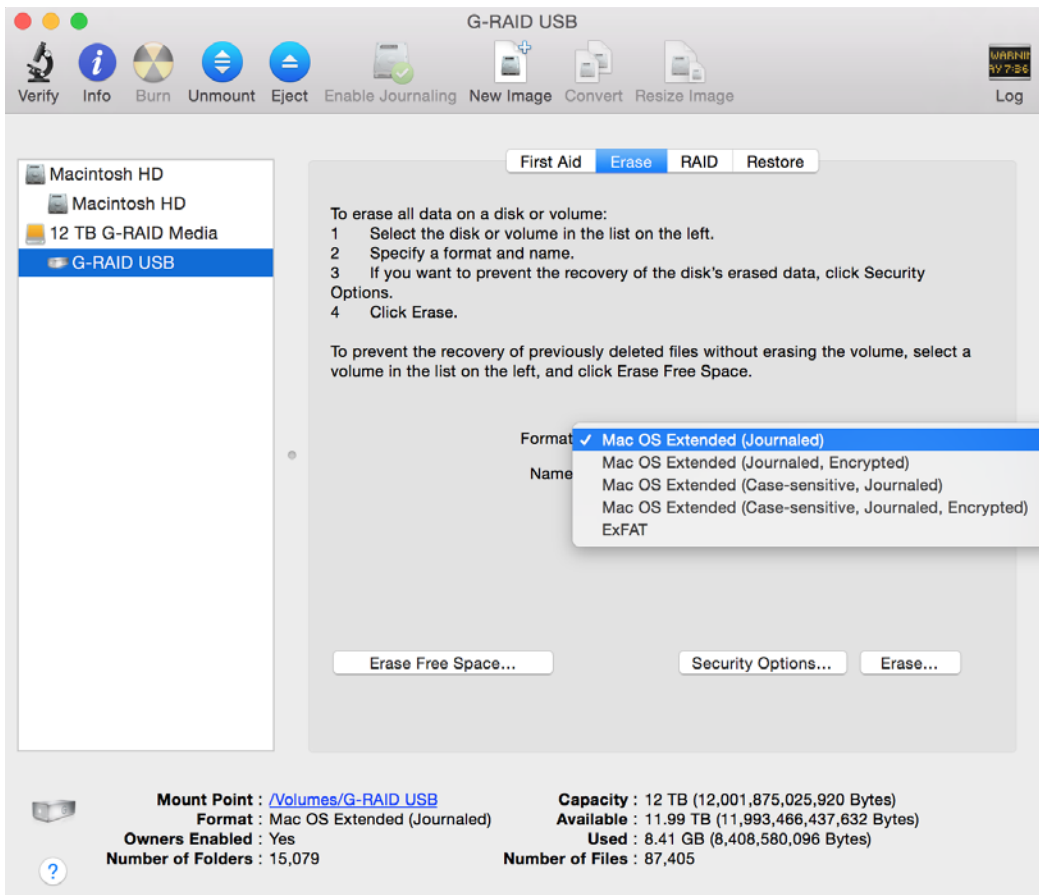 G-RAID USB
Verify Info Burn Unmount Eject Enable Journaling New Image Convert Resize Image Log
WARNIN
AY 7:36
First Aid Erase RAID Restore
Macintosh HD
Macintosh HD
12 TB G-RAID Media
G-RAID USB
To erase all data on a disk or volume:
1 Select the disk or volume in the list on the left.
2 Specify a format and name.
3 If you want to prevent the recovery of the disk's erased data, click Security
Options.
4 Click Erase.
To prevent the recovery of previously deleted files without erasing the volume, select a
volume in the list on the left, and click Erase Free Space.
Format ✓ Mac OS Extended (Journaled)
Mac OS Extended (Journaled, Encrypted)
Name
Mac OS Extended (Case-sensitive, Journaled)
Mac OS Extended (Case-sensitive, Journaled, Encrypted)
ExFAT
Erase Free Space... Security Options... Erase...
Mount Point : /Volumes/G-RAID USB
Format : Mac OS Extended (Journaled)
Owners Enabled : Yes
Number of Folders : 15,079
Capacity : 12 TB (12,001,875,025,920 Bytes)
Available : 11.99 TB (11,993,466,437,632 Bytes)
Used : 8.41 GB (8,408,580,096 Bytes)
Number of Files : 87,405
?